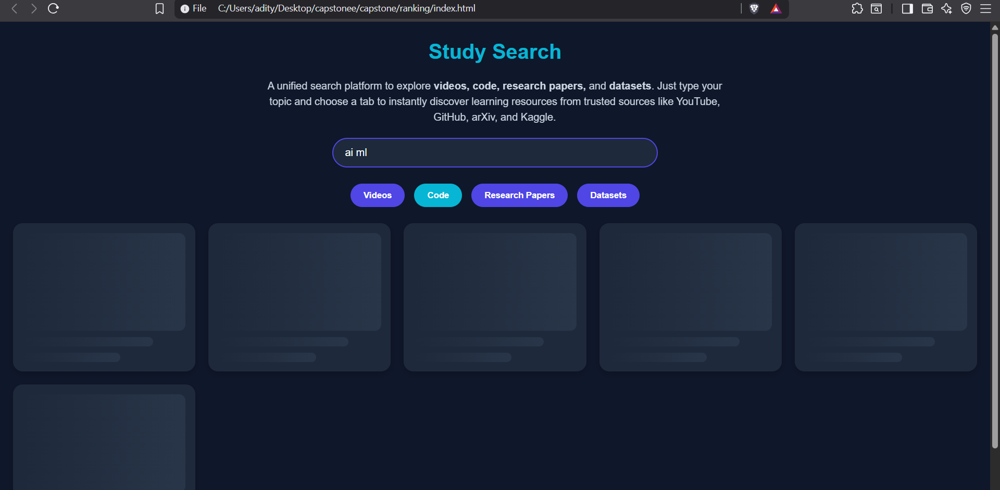 File C:/Users/adity/Desktop/capstonee/capstone/ranking/index.html
Study Search
A unified search platform to explore videos, code, research papers, and datasets. Just type your
topic and choose a tab to instantly discover learning resources from trusted sources like YouTube,
GitHub, arXiv, and Kaggle.
ai ml
Videos Code Research Papers Datasets